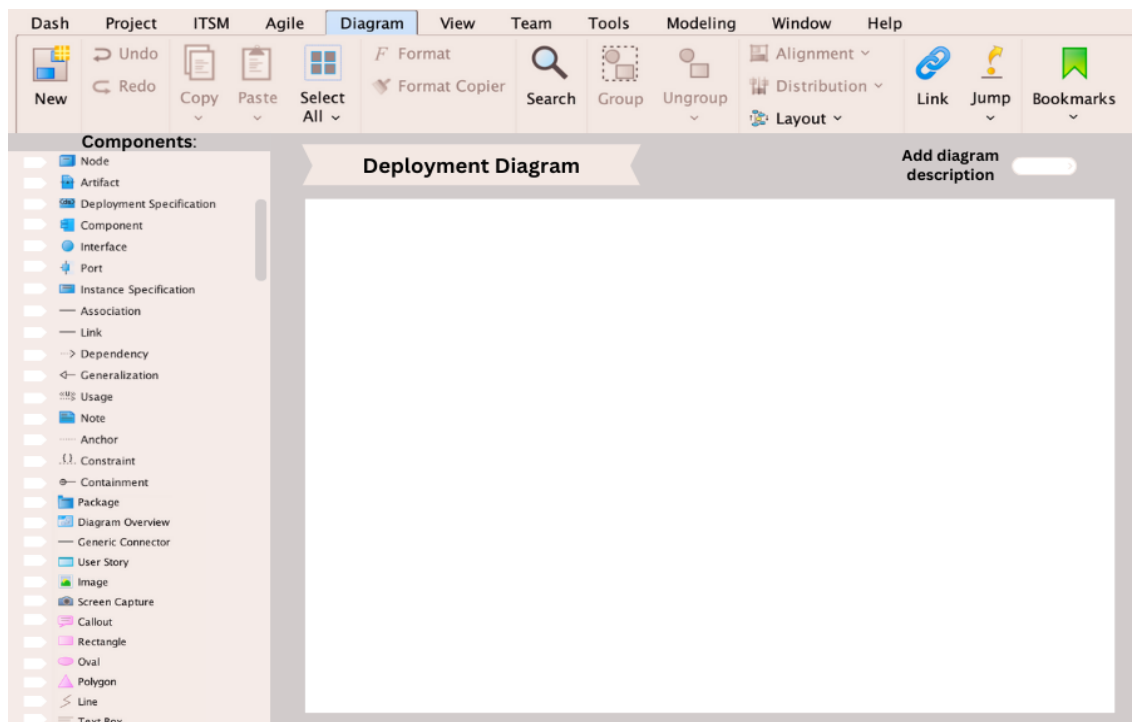 Dash Project ITSM Agile Diagram View Team Tools Modeling Window Help
New
Undo
Redo
Copy
Paste
Select
All
F Format
Format Copier
Search
Group
Ungroup
Alignment
Distribution
Layout
Link
Jump
Bookmarks
Components:
Node
Artifact
Deployment Specification
Component
Interface
Port
Instance Specification
Association
Link
Dependency
Generalization
Usage
Note
Anchor
Constraint
Containment
Package
Diagram Overview
Generic Connector
User Story
Image
Screen Capture
Callout
Rectangle
Oval
Polygon
Line
Text Box
Deployment Diagram
Add diagram
description